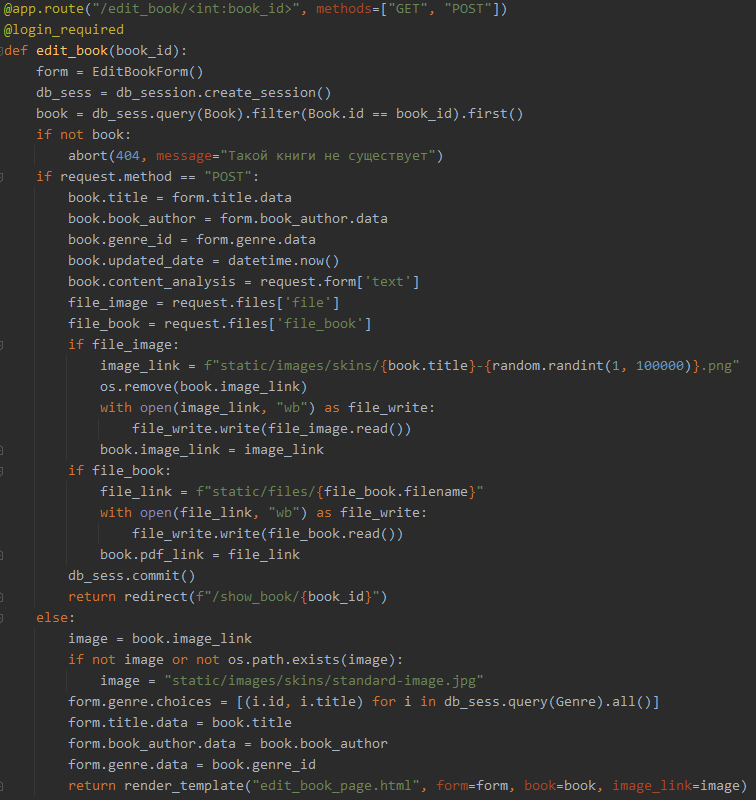 @app.route("/edit_book/<int:book_id>", methods=["GET", "POST"])
@login_required
def edit_book(book_id):
    form = EditBookForm()
    db_sess = db_session.create_session()
    book = db_sess.query(Book).filter(Book.id == book_id).first()
    if not book:
        abort(404, message="Такой книги не существует")
    if request.method == "POST":
        book.title = form.title.data
        book.book_author = form.book_author.data
        book.genre_id = form.genre.data
        book.updated_date = datetime.now()
        book.content_analysis = request.form['text']
        file_image = request.files['file']
        file_book = request.files['file_book']
        if file_image:
            image_link = f"static/images/skins/{book.title}-{random.randint(1, 100000)}.png"
            os.remove(book.image_link)
            with open(image_link, "wb") as file_write:
                file_write.write(file_image.read())
            book.image_link = image_link
        if file_book:
            file_link = f"static/files/{file_book.filename}"
            with open(file_link, "wb") as file_write:
                file_write.write(file_book.read())
            book.pdf_link = file_link
        db_sess.commit()
        return redirect(f"/show_book/{book_id}")
    else:
        image = book.image_link
        if not image or not os.path.exists(image):
            image = "static/images/skins/standard-image.jpg"
        form.genre.choices = [(i.id, i.title) for i in db_sess.query(Genre).all()]
        form.title.data = book.title
        form.book_author.data = book.book_author
        form.genre.data = book.genre_id
        return render_template("edit_book_page.html", form=form, book=book, image_link=image)